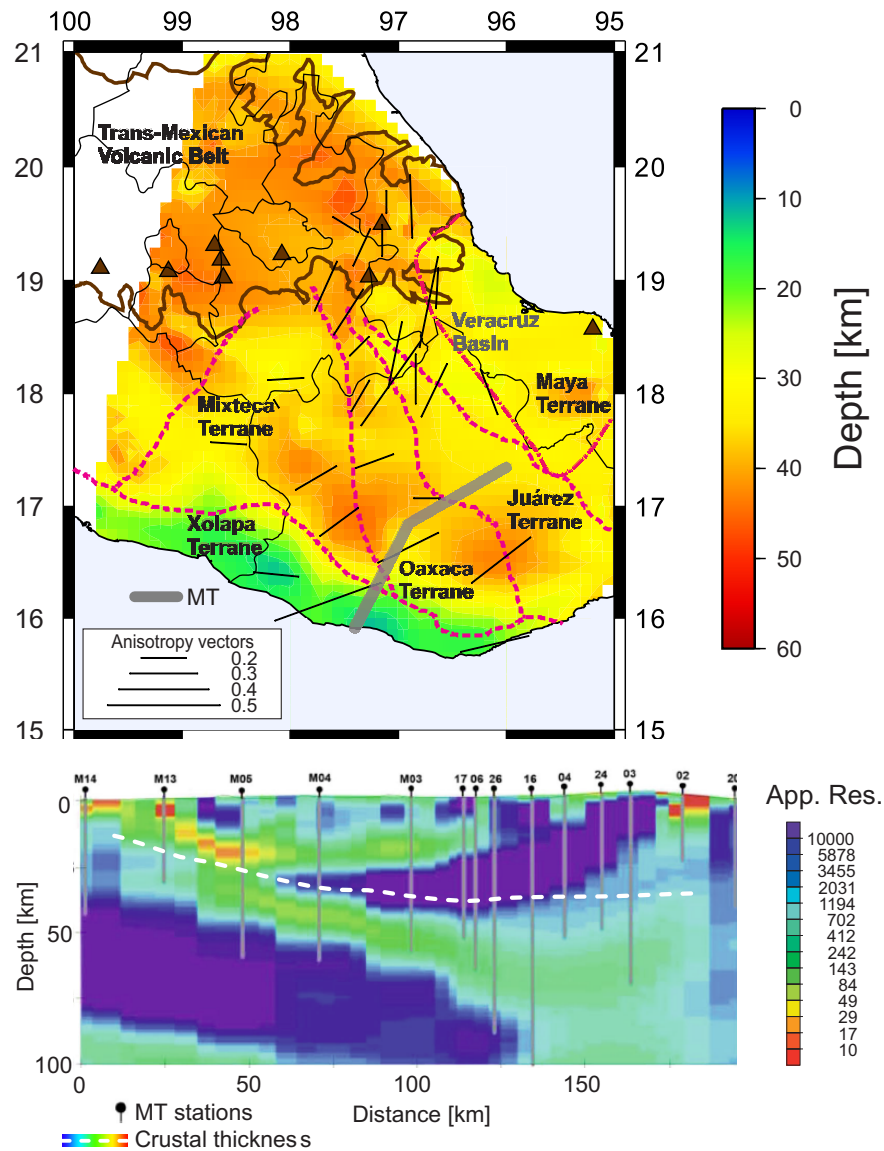 100 99 98 97 96 95
21 21
Trans-Mexican
Volcanic Belt
20 20
19 19
Veracruz
Basin
18 18
Maya
Terrane
Mixteca
Terrane
17 17
Juárez
Terrane
Xolapa
Terrane
Oaxaca
Terrane
16 16
MT
Anisotropy vectors
0.2
0.3
0.4
0.5
15 15
0
10
20
30
40
50
60
Depth [km]
M14 M13 M05 M04 M03 17 06 26 16 04 24 03 02 20
0
50
100
Depth [km]
0 50 100 150
Distance [km]
App. Res.
10000
5878
3455
2031
1194
702
412
242
143
84
49
29
17
10
MT stations
Crustal thickness